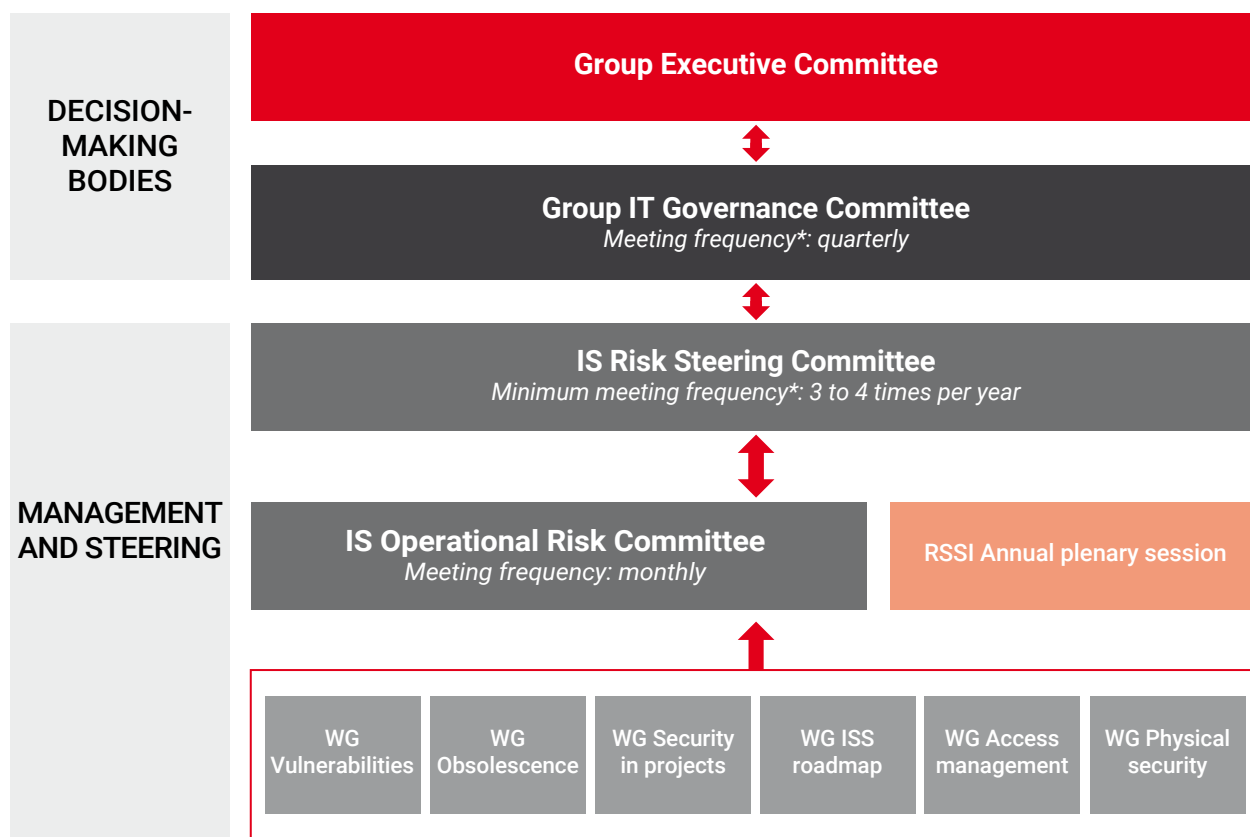 DECISION-
MAKING
BODIES
Group Executive Committee
Group IT Governance Committee
Meeting frequency*: quarterly
MANAGEMENT
AND STEERING
IS Risk Steering Committee
Minimum meeting frequency*: 3 to 4 times per year
IS Operational Risk Committee
Meeting frequency: monthly
RSSI Annual plenary session
WG
Vulnerabilities
WG
Obsolescence
WG Security
in projects
WG ISS
roadmap
WG Access
management
WG Physical
security